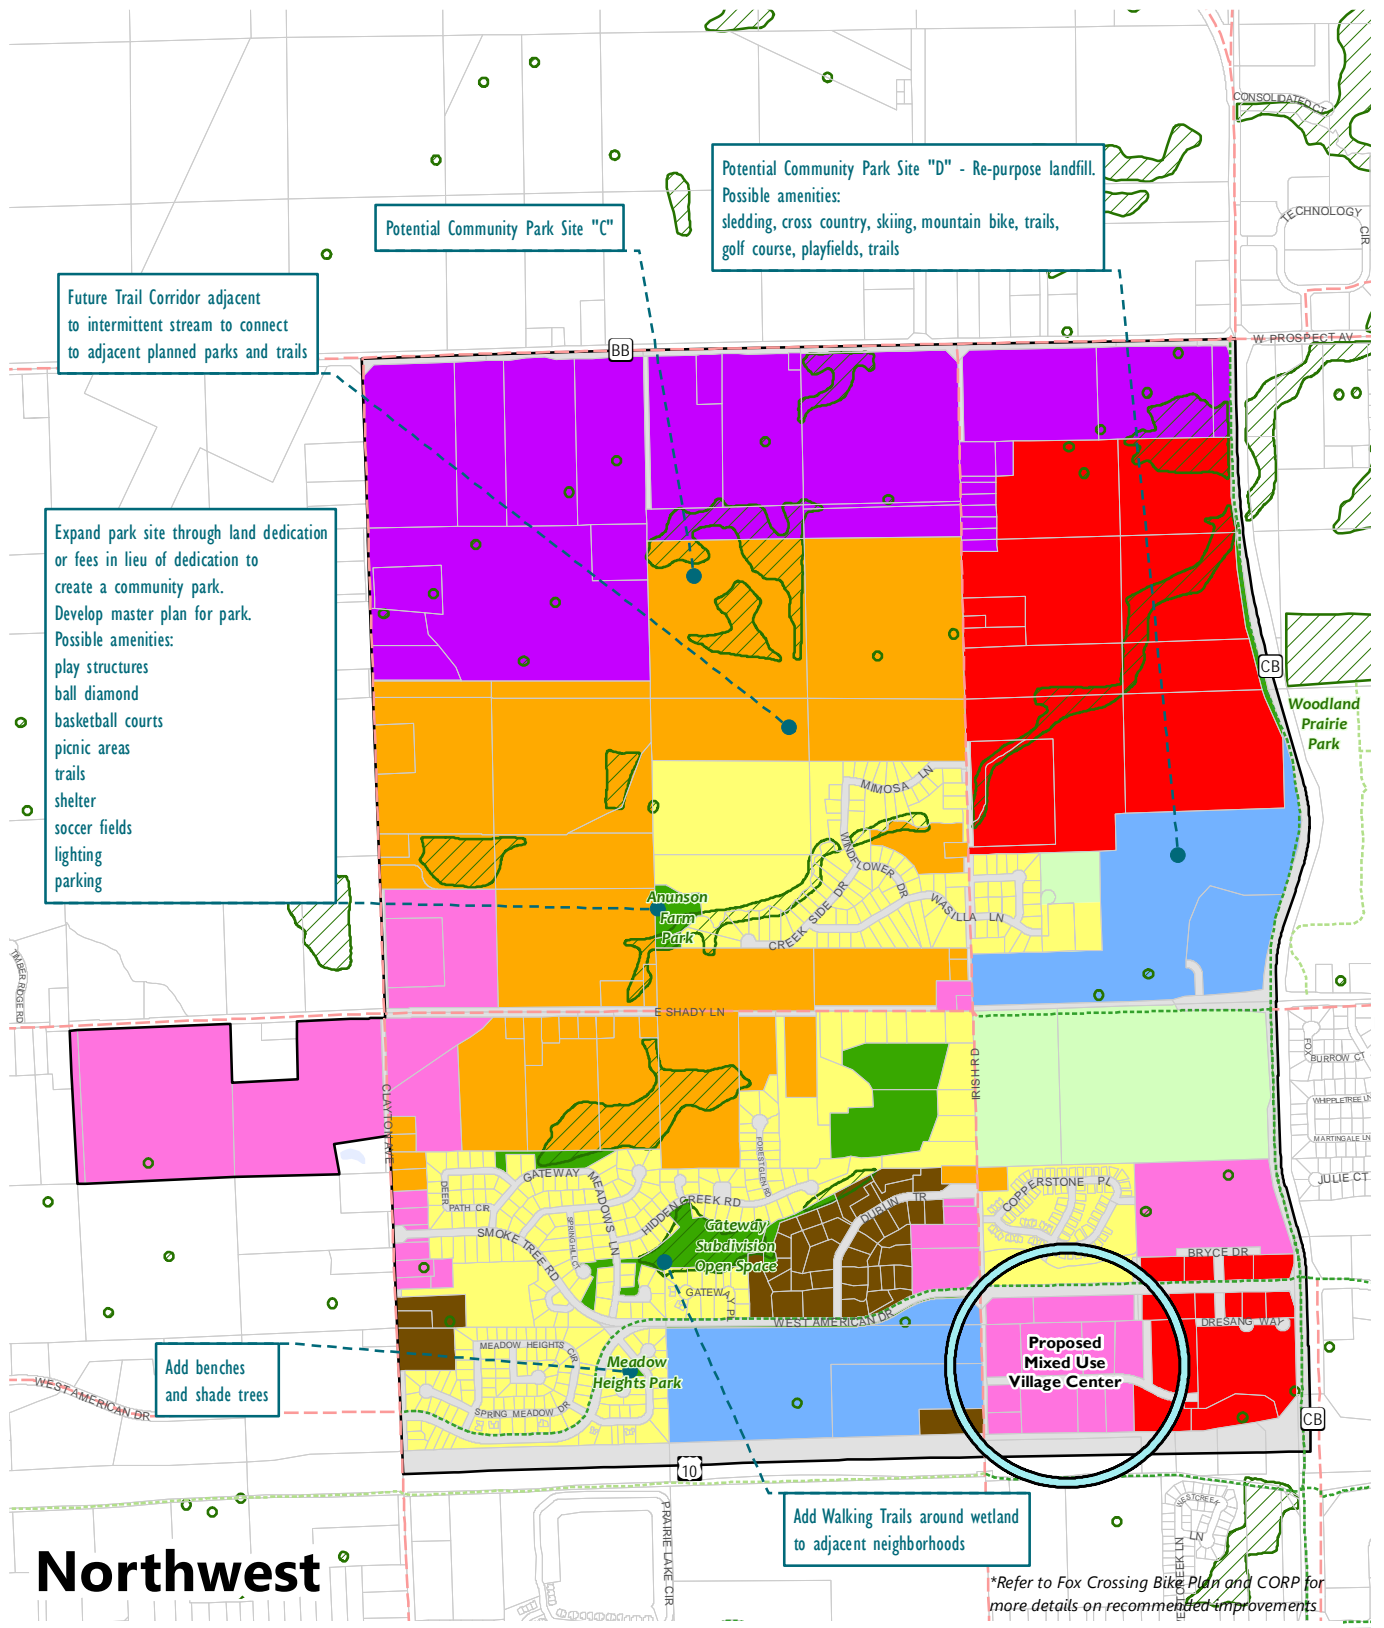 CONSOLIDATED CT
Potential Community Park Site "D" - Re-purpose landfill.
Possible amenities:
sledding, cross country, skiing, mountain bike, trails,
golf course, playfields, trails
Potential Community Park Site "C"
TECHNOLOGY
CIR
Future Trail Corridor adjacent
to intermittent stream to connect
to adjacent planned parks and trails
BB
W PROSPECT AV
Expand park site through land dedication
or fees in lieu of dedication to
create a community park.
Develop master plan for park.
Possible amenities:
play structures
ball diamond
basketball courts
picnic areas
trails
shelter
soccer fields
lighting
parking
CB
Woodland
Prairie
Park
MIMOSA LN
WINDFLOWER DR
CREEK SIDE DR
WASILLA LN
Anunson
Farm
Park
E SHADY LN
CLAYTON AVE
IRISH RD
FOX
BURROW CT
WHIPPLETREE LN
MARTINGALE LN
JULIE CT
FOREST GLEN RD
GATEWAY
MEADOWS LN
DEER
PATH CIR
HIDDEN CREEK RD
SMOKE TREE RD
SPRING HILL CT
DUBLIN TR
COPPERSTONE PL
Gateway
Subdivision
Open Space
GATEWAY PL
BRYCE DR
WEST AMERICAN DR
DRESANG WAY
MEADOW HEIGHTS CIR
Proposed
Mixed Use
Village Center
Add benches
and shade trees
Meadow
Heights Park
WEST AMERICAN DR
SPRING MEADOW DR
CB
10
PRAIRIE LAKE CIR
Add Walking Trails around wetland
to adjacent neighborhoods
WESTCREEK
LN
Northwest
*Refer to Fox Crossing Bike Plan and CORP for
more details on recommended improvements